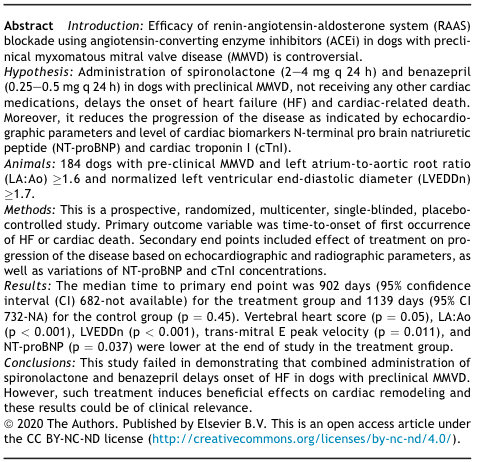 Abstract Introduction: Efficacy of renin-angiotensin-aldosterone system (RAAS)
blockade using angiotensin-converting enzyme inhibitors (ACEi) in dogs with precli-
nical myxomatous mitral valve disease (MMVD) is controversial.
Hypothesis: Administration of spironolactone (2–4 mg q 24 h) and benazepril
(0.25–0.5 mg q 24 h) in dogs with preclinical MMVD, not receiving any other cardiac
medications, delays the onset of heart failure (HF) and cardiac-related death.
Moreover, it reduces the progression of the disease as indicated by echocardio-
graphic parameters and level of cardiac biomarkers N-terminal pro brain natriuretic
peptide (NT-proBNP) and cardiac troponin I (cTnI).
Animals: 184 dogs with pre-clinical MMVD and left atrium-to-aortic root ratio
(LA:Ao) ≥1.6 and normalized left ventricular end-diastolic diameter (LVEDDn)
≥1.7.
Methods: This is a prospective, randomized, multicenter, single-blinded, placebo-
controlled study. Primary outcome variable was time-to-onset of first occurrence
of HF or cardiac death. Secondary end points included effect of treatment on pro-
gression of the disease based on echocardiographic and radiographic parameters, as
well as variations of NT-proBNP and cTnI concentrations.
Results: The median time to primary end point was 902 days (95% confidence
interval (CI) 682-not available) for the treatment group and 1139 days (95% CI
732-NA) for the control group (p = 0.45). Vertebral heart score (p = 0.05), LA:Ao
(p < 0.001), LVEDDn (p < 0.001), trans-mitral E peak velocity (p = 0.011), and
NT-proBNP (p = 0.037) were lower at the end of study in the treatment group.
Conclusions: This study failed in demonstrating that combined administration of
spironolactone and benazepril delays onset of HF in dogs with preclinical MMVD.
However, such treatment induces beneficial effects on cardiac remodeling and
these results could be of clinical relevance.
© 2020 The Authors. Published by Elsevier B.V. This is an open access article under
the CC BY-NC-ND license (http://creativecommons.org/licenses/by-nc-nd/4.0/).